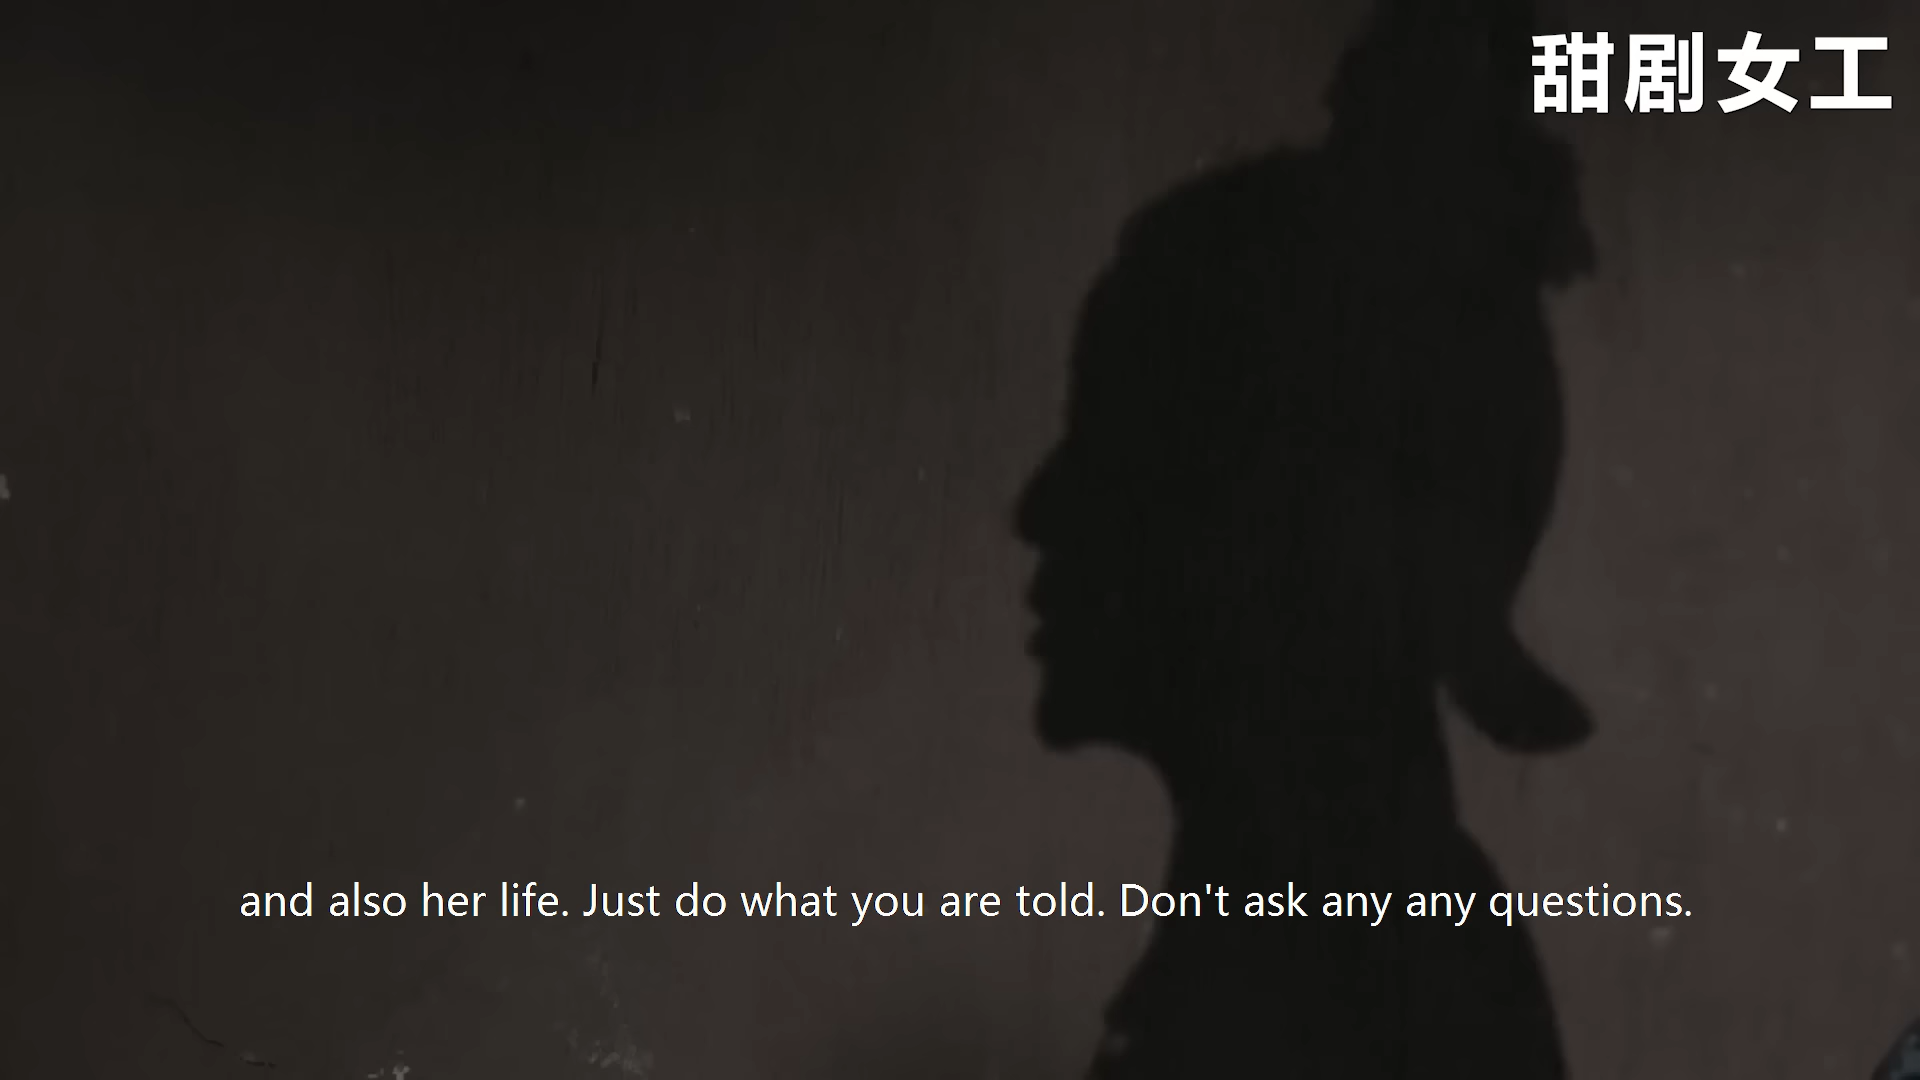 甜剧女工
and also her life. Just do what you are told. Don't ask any any questions.